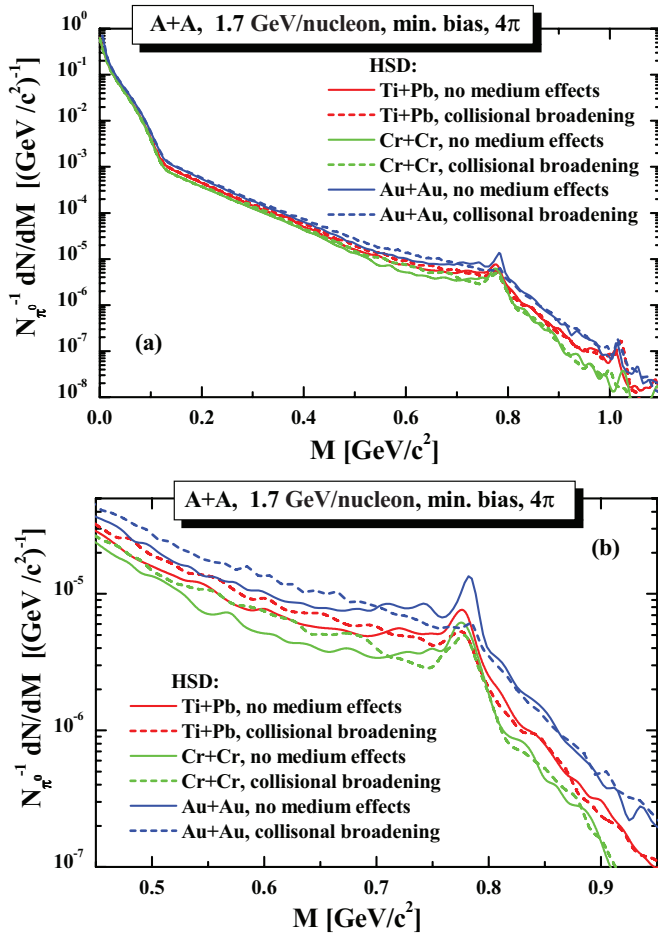 A+A, 1.7 GeV/nucleon, min. bias, 4π
HSD:
Ti+Pb, no medium effects
Ti+Pb, collisional broadening
Cr+Cr, no medium effects
Cr+Cr, collisional broadening
Au+Au, no medium effects
Au+Au, collisonal broadening
N_π⁰⁻¹ dN/dM [(GeV /c²)⁻¹]
10⁰
10⁻¹
10⁻²
10⁻³
10⁻⁴
10⁻⁵
10⁻⁶
10⁻⁷
10⁻⁸
(a)
0.0 0.2 0.4 0.6 0.8 1.0
M [GeV/c²]
A+A, 1.7 GeV/nucleon, min. bias, 4π
(b)
N_π⁰⁻¹ dN/dM [(GeV /c²)⁻¹]
10⁻⁵
10⁻⁶
10⁻⁷
HSD:
Ti+Pb, no medium effects
Ti+Pb, collisional broadening
Cr+Cr, no medium effects
Cr+Cr, collisional broadening
Au+Au, no medium effects
Au+Au, collisonal broadening
0.5 0.6 0.7 0.8 0.9
M [GeV/c²]